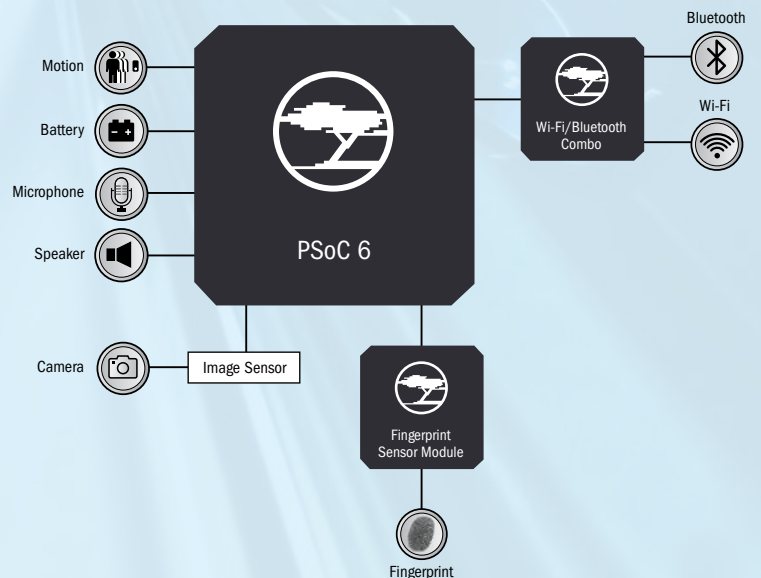 Bluetooth
Motion
Wi-Fi
Battery
Wi-Fi/Bluetooth
Combo
Microphone
Speaker
PSoC 6
Camera
Image Sensor
Fingerprint
Sensor Module
Fingerprint